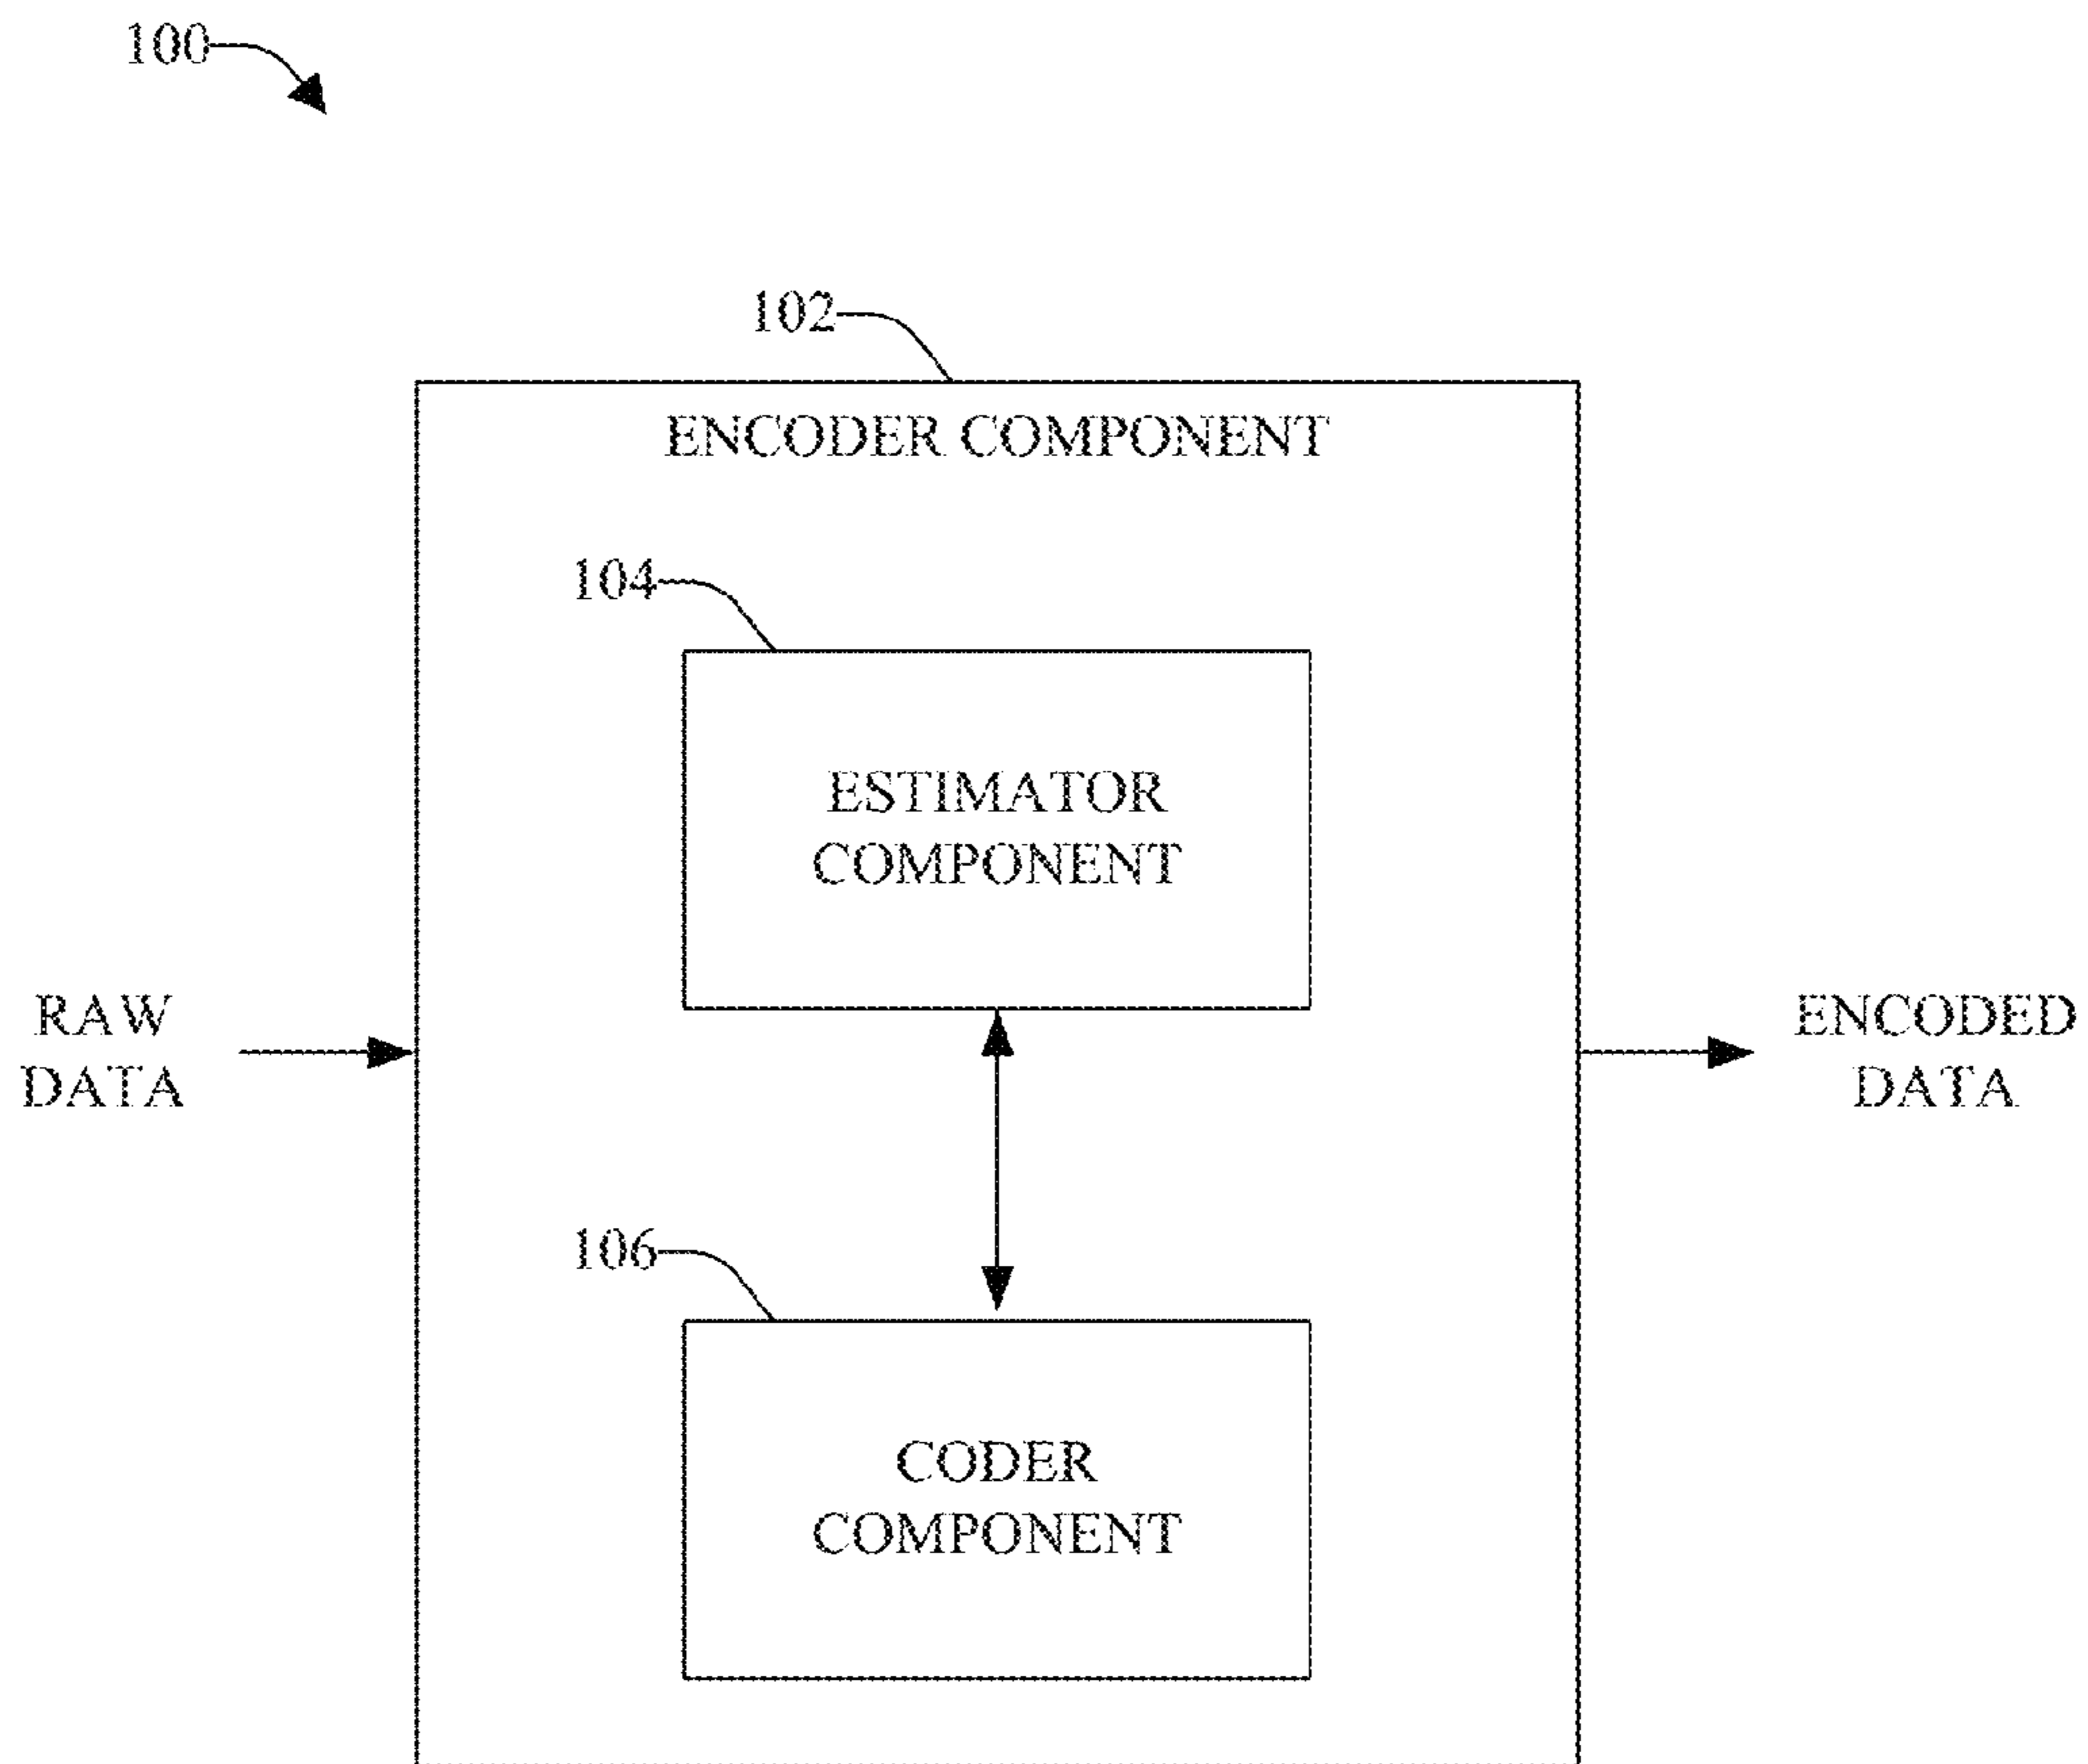 100
102
ENCODER COMPONENT
104
ESTIMATOR
COMPONENT
RAW
DATA
ENCODED
DATA
106
CODER
COMPONENT